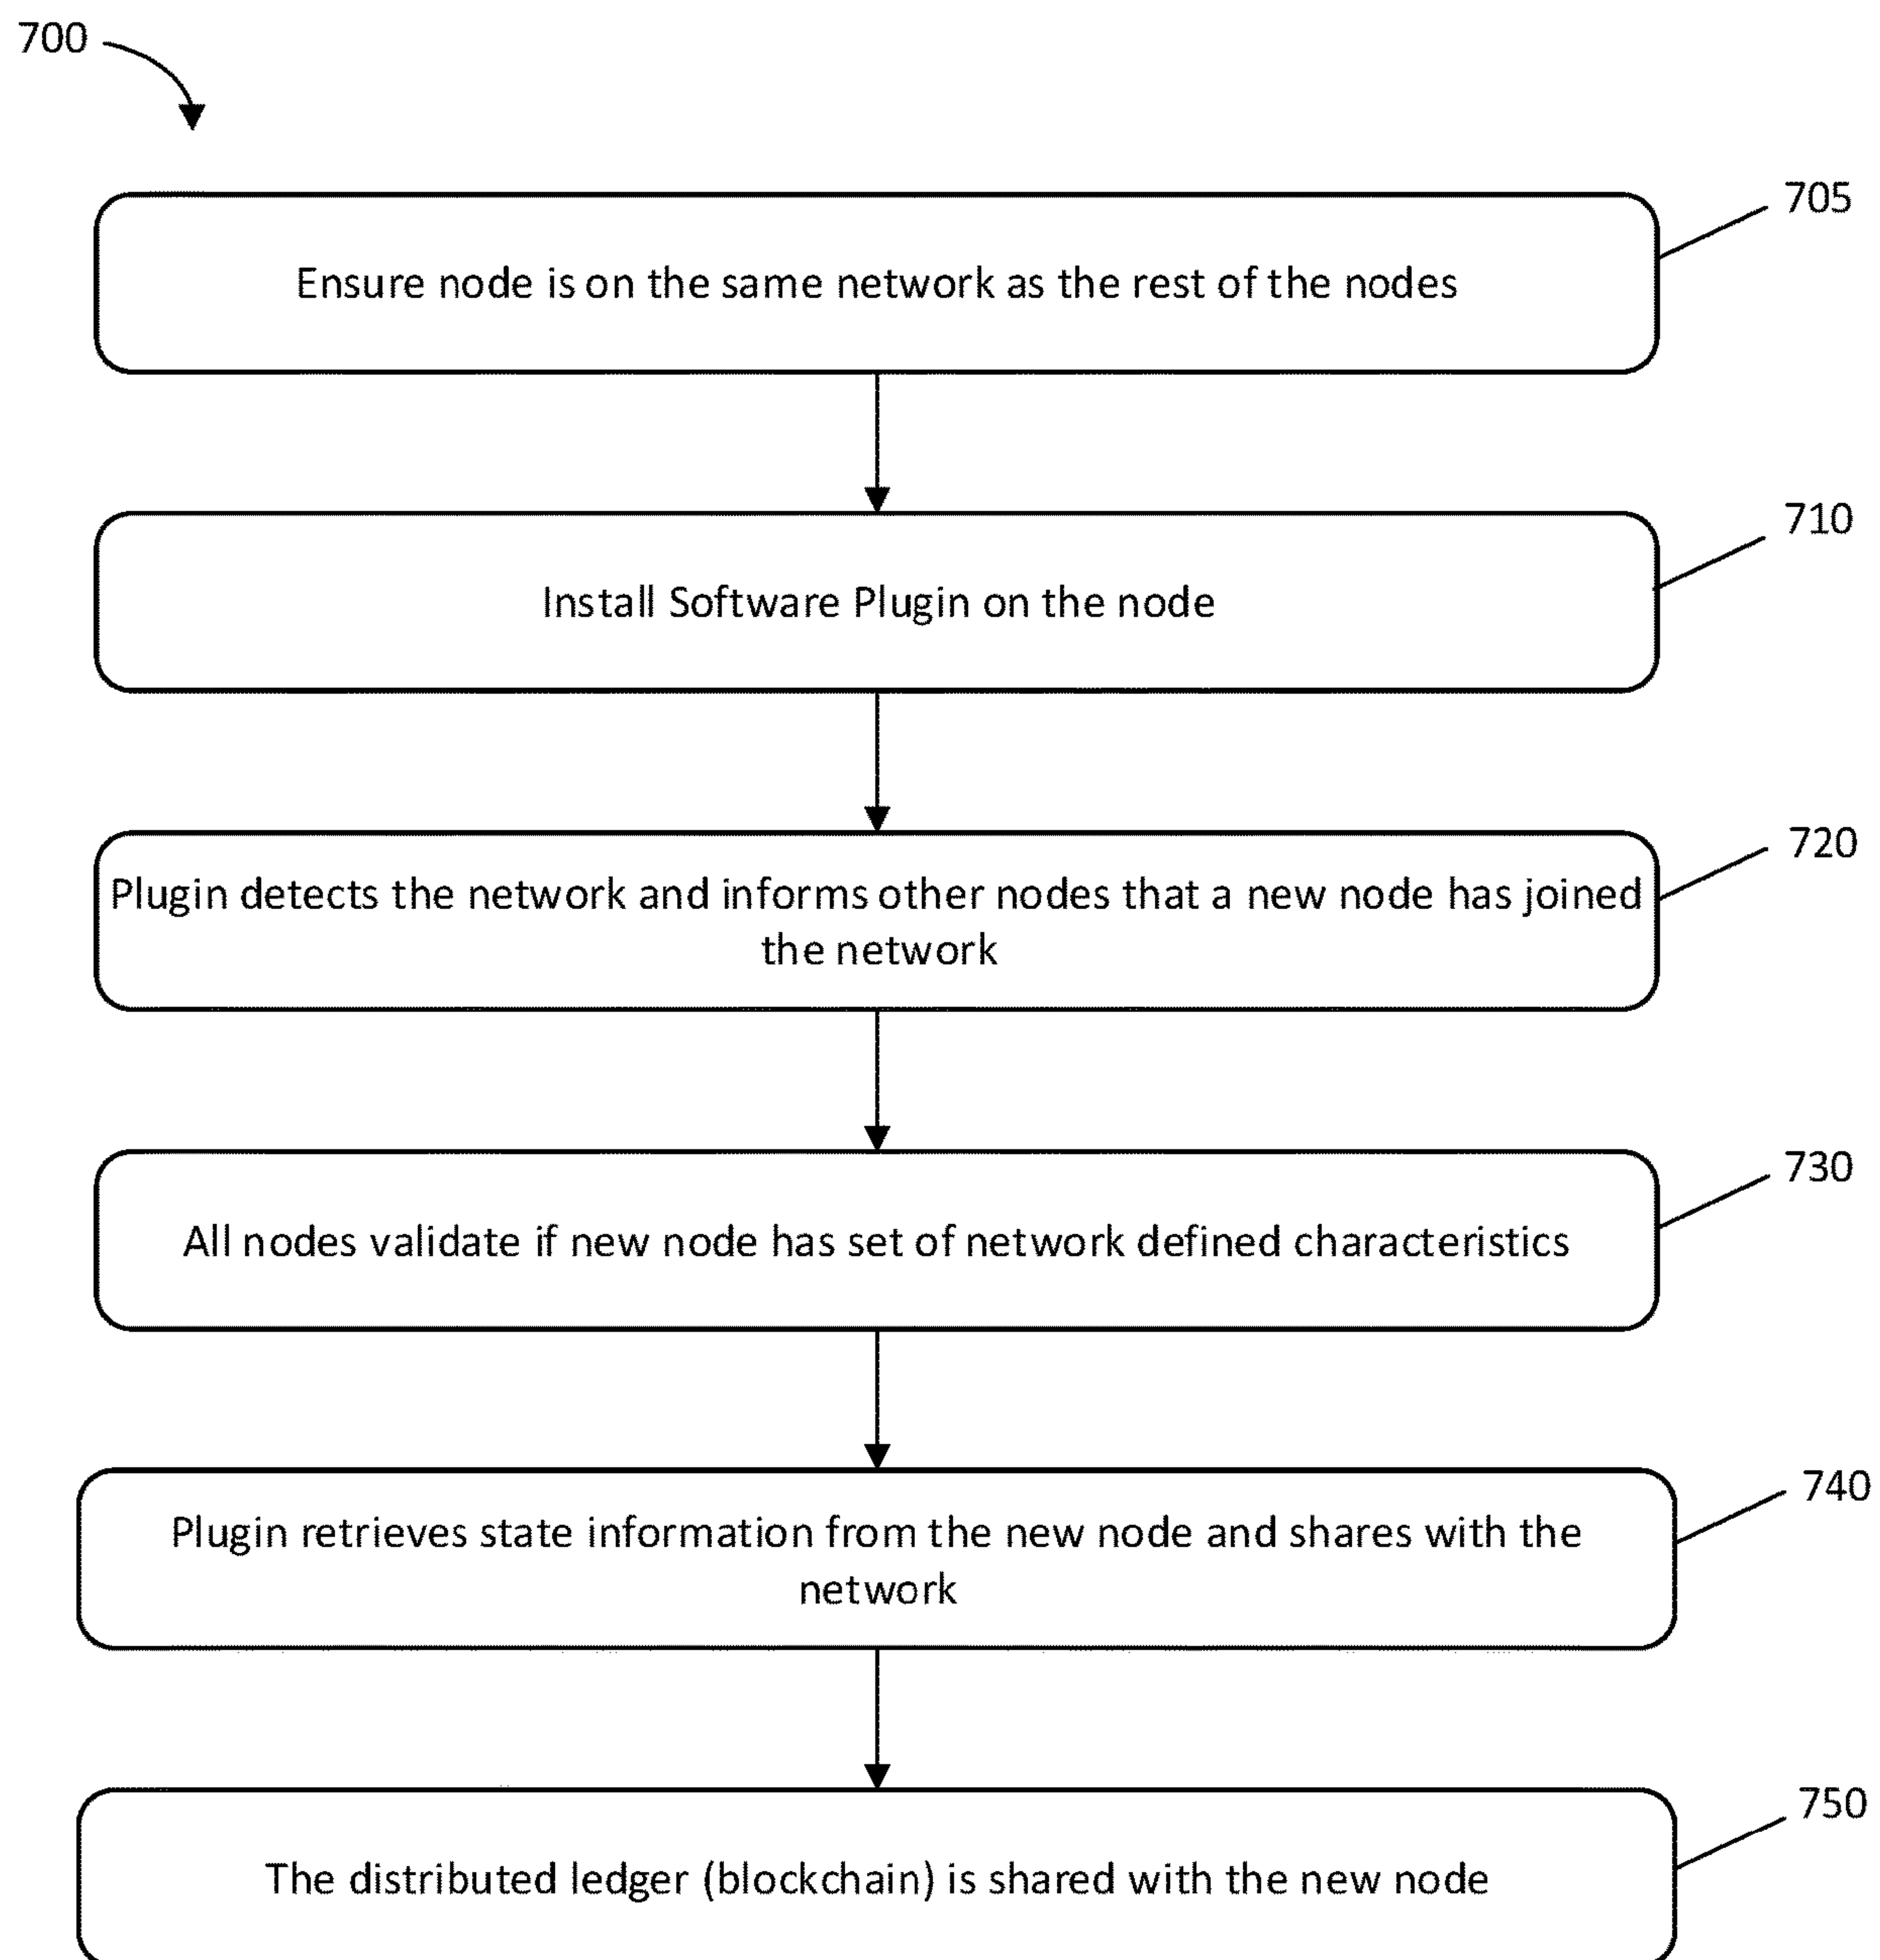 700
705
Ensure node is on the same network as the rest of the nodes
710
Install Software Plugin on the node
720
Plugin detects the network and informs other nodes that a new node has joined
the network
730
All nodes validate if new node has set of network defined characteristics
740
Plugin retrieves state information from the new node and shares with the
network
750
The distributed ledger (blockchain) is shared with the new node